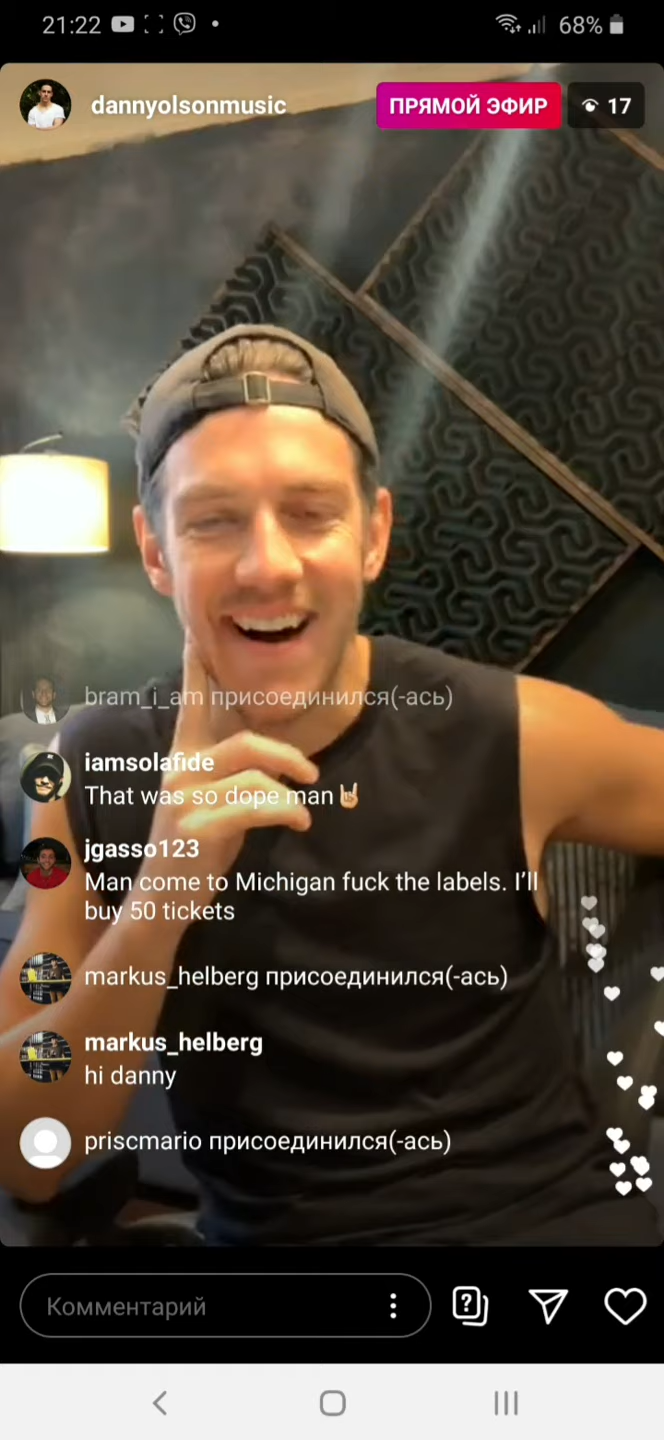 21:22
68%
dannyolsonmusic
ПРЯМОЙ ЭФИР
17
bram_i_am присоединился(-ась)
iamsolafide
That was so dope man🤘🏼
jgasso123
Man come to Michigan fuck the labels. I’ll
buy 50 tickets
markus_helberg присоединился(-ась)
markus_helberg
hi danny
priscmario присоединился(-ась)
Комментарий